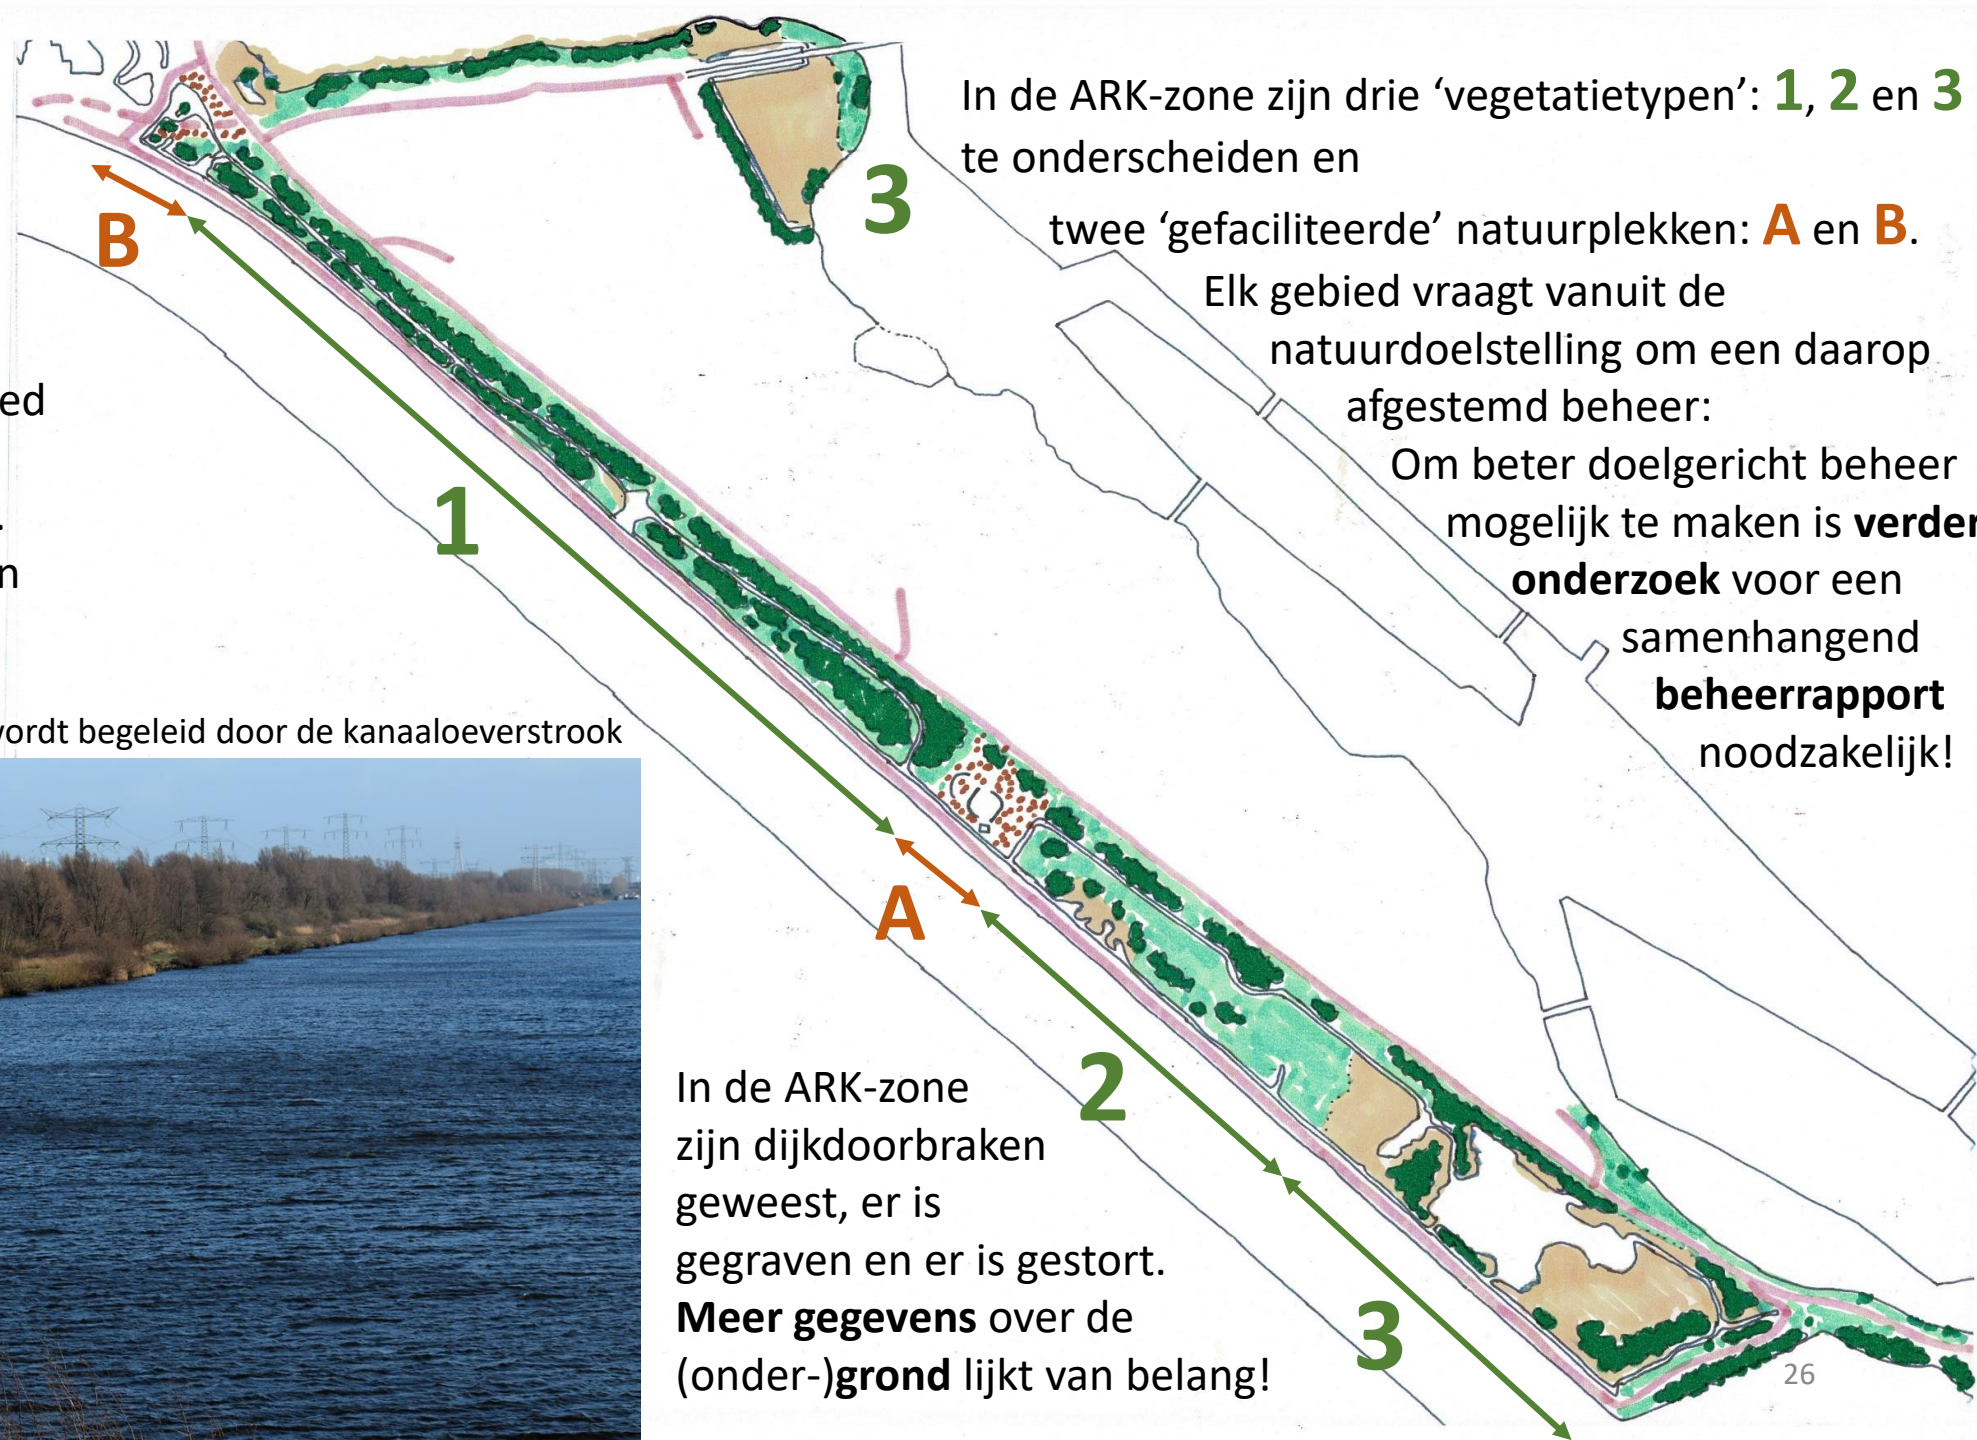 In de ARK-zone zijn drie ‘vegetatietypen’: 1, 2 en 3
te onderscheiden en
twee ‘gefaciliteerde’ natuurplekken: A en B.
Elk gebied vraagt vanuit de
natuurdoelstelling om een daarop
afgestemd beheer:
Om beter doelgericht beheer
mogelijk te maken is verder
onderzoek voor een
samenhangend
beheerrapport
noodzakelijk!
3
B
1
ed
.
n
wordt begeleid door de kanaaloeverstrook
A
2
In de ARK-zone
zijn dijkdoorbraken
geweest, er is
gegraven en er is gestort.
Meer gegevens over de
(onder-)grond lijkt van belang!
3
26